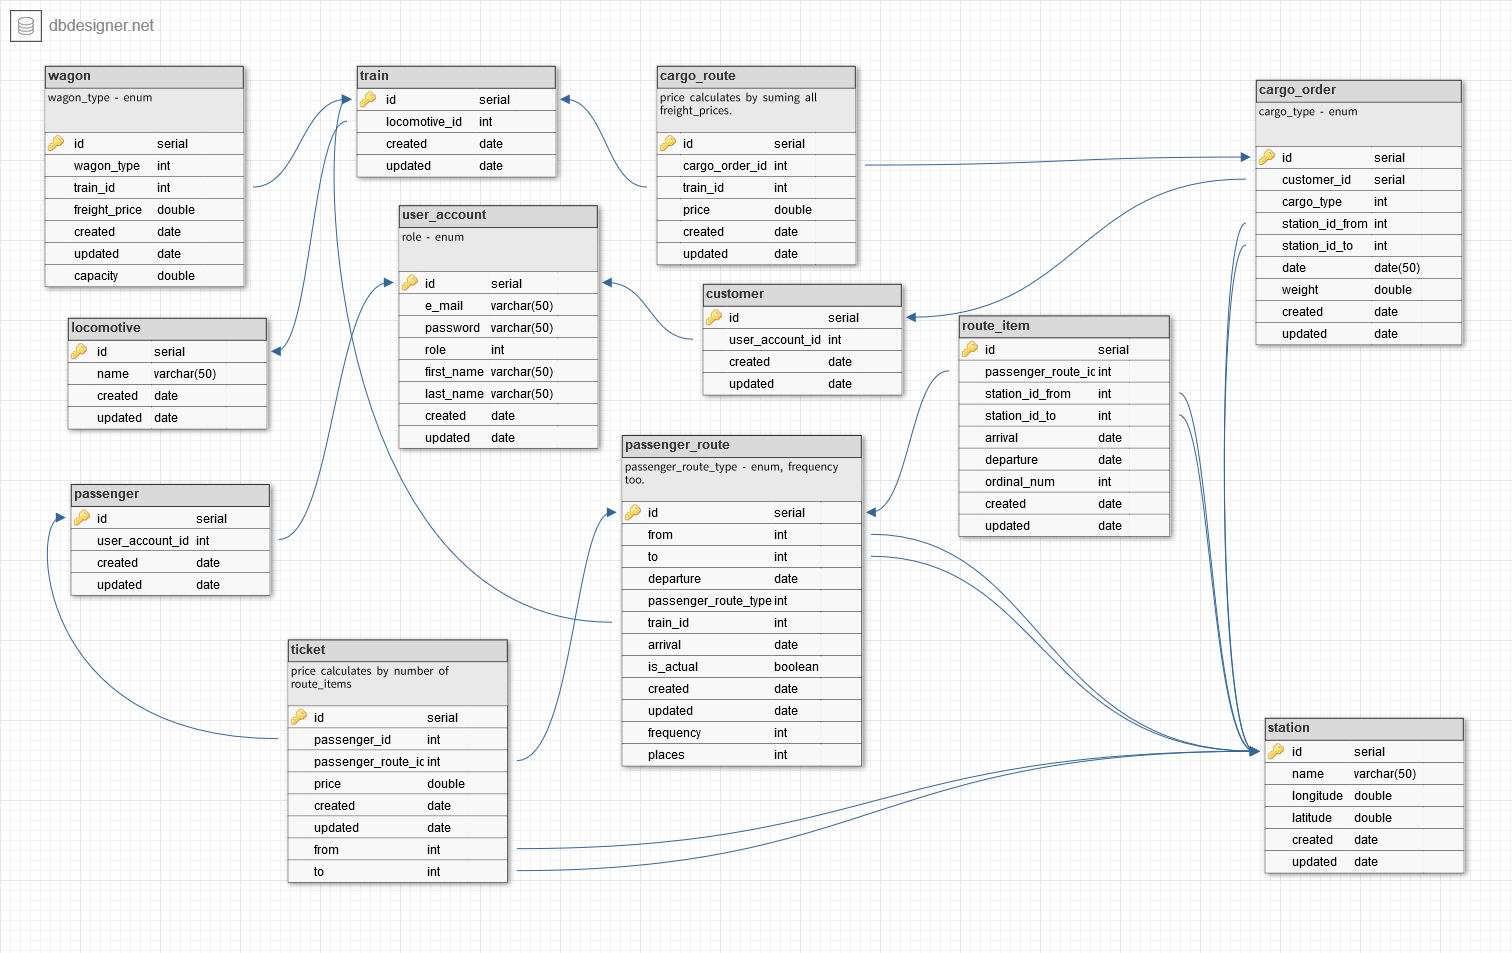 dbdesigner.net
wagon
wagon_type - enum
id serial
wagon_type int
train_id int
freight_price double
created date
updated date
capacity double
train
id serial
locomotive_id int
created date
updated date
cargo_route
price calculates by suming all
freight_prices.
id serial
cargo_order_id int
train_id int
price double
created date
updated date
cargo_order
cargo_type - enum
id serial
customer_id serial
cargo_type int
station_id_from int
station_id_to int
date date(50)
weight double
created date
updated date
user_account
role - enum
id serial
e_mail varchar(50)
password varchar(50)
role int
first_name varchar(50)
last_name varchar(50)
created date
updated date
customer
id serial
user_account_id int
created date
updated date
locomotive
id serial
name varchar(50)
created date
updated date
route_item
id serial
passenger_route_ic int
station_id_from int
station_id_to int
arrival date
departure date
ordinal_num int
created date
updated date
passenger_route
passenger_route_type - enum, frequency
too.
id serial
from int
to int
departure date
passenger_route_type int
train_id int
arrival date
is_actual boolean
created date
updated date
frequency int
places int
passenger
id serial
user_account_id int
created date
updated date
ticket
price calculates by number of
route_items
id serial
passenger_id int
passenger_route_ic int
price double
created date
updated date
from int
to int
station
id serial
name varchar(50)
longitude double
latitude double
created date
updated date